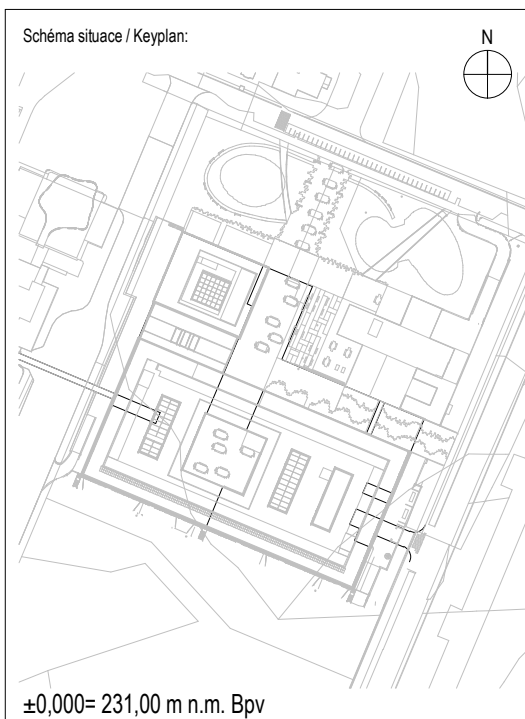 Schéma situace / Keyplan:
N
±0,000= 231,00 m n.m. Bpv